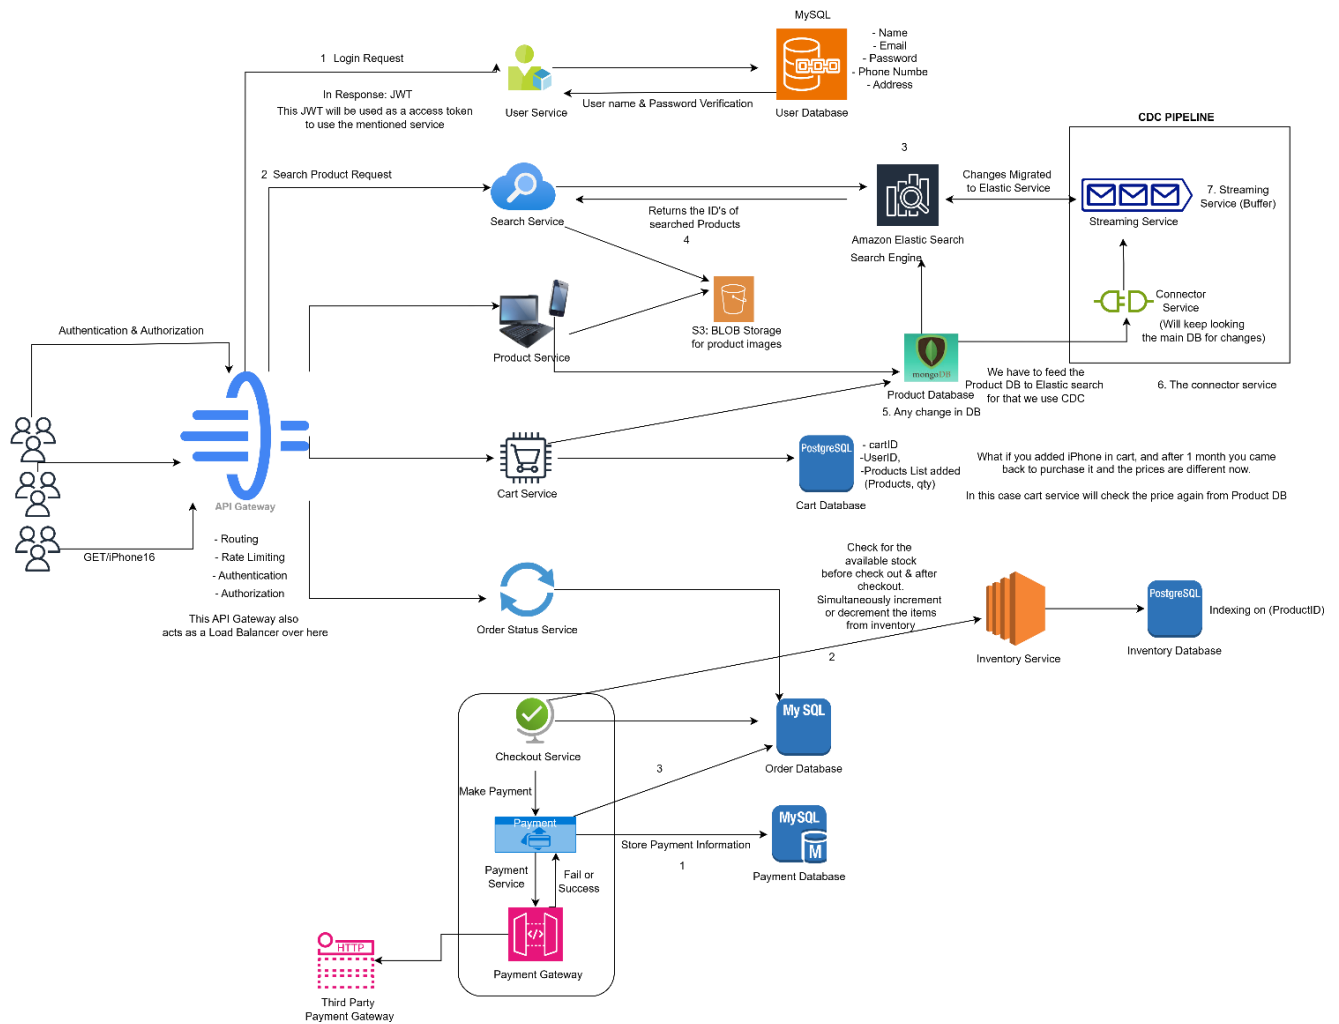 MySQL
- Name
- Email
- Password
- Phone Numbe
- Address
1 Login Request
In Response: JWT
This JWT will be used as a access token
to use the mentioned service
User Service
User name & Password Verification
User Database
CDC PIPELINE
2 Search Product Request
Search Service
3
Returns the ID's of
searched Products
4
Amazon Elastic Search
Search Engine
Changes Migrated
to Elastic Service
Streaming Service
7. Streaming
Service (Buffer)
Connector
Service
(Will keep looking
the main DB for changes)
6. The connector service
Product Service
S3: BLOB Storage
for product images
mongoDB
Product Database
5. Any change in DB
We have to feed the
Product DB to Elastic search
for that we use CDC
Authentication & Authorization
API Gateway
GET/iPhone16
- Routing
- Rate Limiting
- Authentication
- Authorization
This API Gateway also
acts as a Load Balancer over here
Cart Service
PostgreSQL
Cart Database
- cartID
-UserID,
-Products List added
(Products, qty)
What if you added iPhone in cart, and after 1 month you came
back to purchase it and the prices are different now.
In this case cart service will check the price again from Product DB
Order Status Service
Check for the
available stock
before check out & after
checkout.
Simultaneously increment
or decrement the items
from inventory
2
Inventory Service
PostgreSQL
Inventory Database
Indexing on (ProductID)
Checkout Service
My SQL
Order Database
3
Make Payment
Payment
Store Payment Information
1
MySQL
M
Payment Database
Payment
Service
Fail or
Success
</>
Payment Gateway
HTTP
Third Party
Payment Gateway